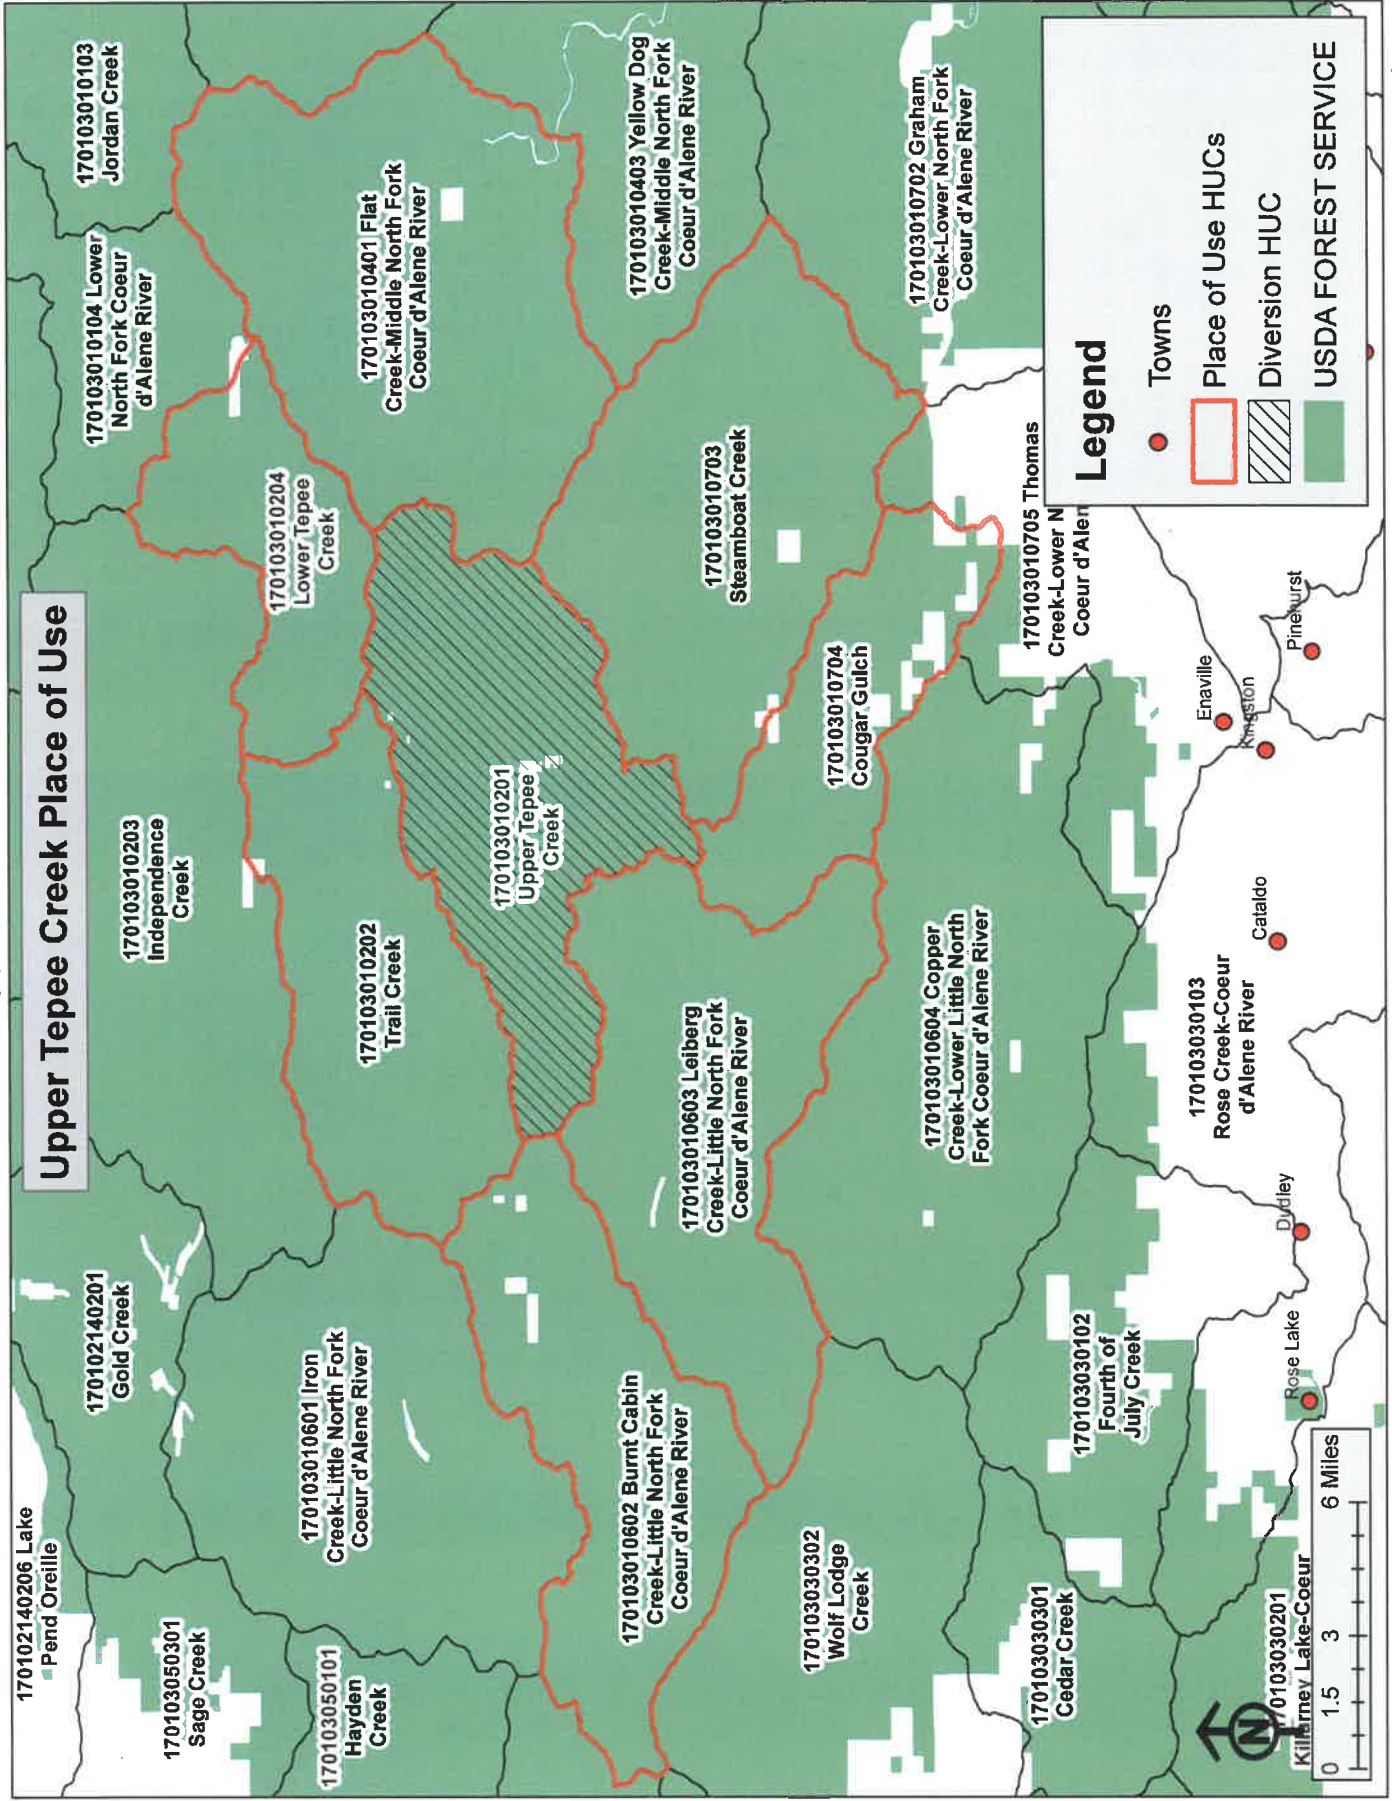 Upper Tepee Creek Place of Use
170102140206 Lake
Pend Oreille
170102140201
Gold Creek
170103010203
Independence
Creek
170103010104 Lower
North Fork Coeur
d'Alene River
170103010103
Jordan Creek
170103050301
Sage Creek
170103010601 Iron
Creek-Little North Fork
Coeur d'Alene River
170103010202
Trail Creek
170103010204
Lower Tepee
Creek
170103010401 Flat
Creek-Middle North Fork
Coeur d'Alene River
170103050101
Hayden
Creek
170103010201
Upper Tepee
Creek
170103010602 Burnt Cabin
Creek-Little North Fork
Coeur d'Alene River
170103010603 Leiberg
Creek-Little North Fork
Coeur d'Alene River
170103010703
Steamboat Creek
170103010403 Yellow Dog
Creek-Middle North Fork
Coeur d'Alene River
170103030302
Wolf Lodge
Creek
170103010704
Cougar Gulch
170103010604 Copper
Creek-Lower Little North
Fork Coeur d'Alene River
170103010702 Graham
Creek-Lower North Fork
Coeur d'Alene River
170103030301
Cedar Creek
170103030102
Fourth of
July Creek
170103010705 Thomas
Creek-Lower N
Coeur d'Alen
170103030103
Rose Creek-Coeur
d'Alene River
Enaville
Kingston
Pinehurst
Cataldo
Dudley
Rose Lake
170103030201
Killarney Lake-Coeur
N
0 1.5 3 6 Miles
Legend
Towns
Place of Use HUCs
Diversion HUC
USDA FOREST SERVICE